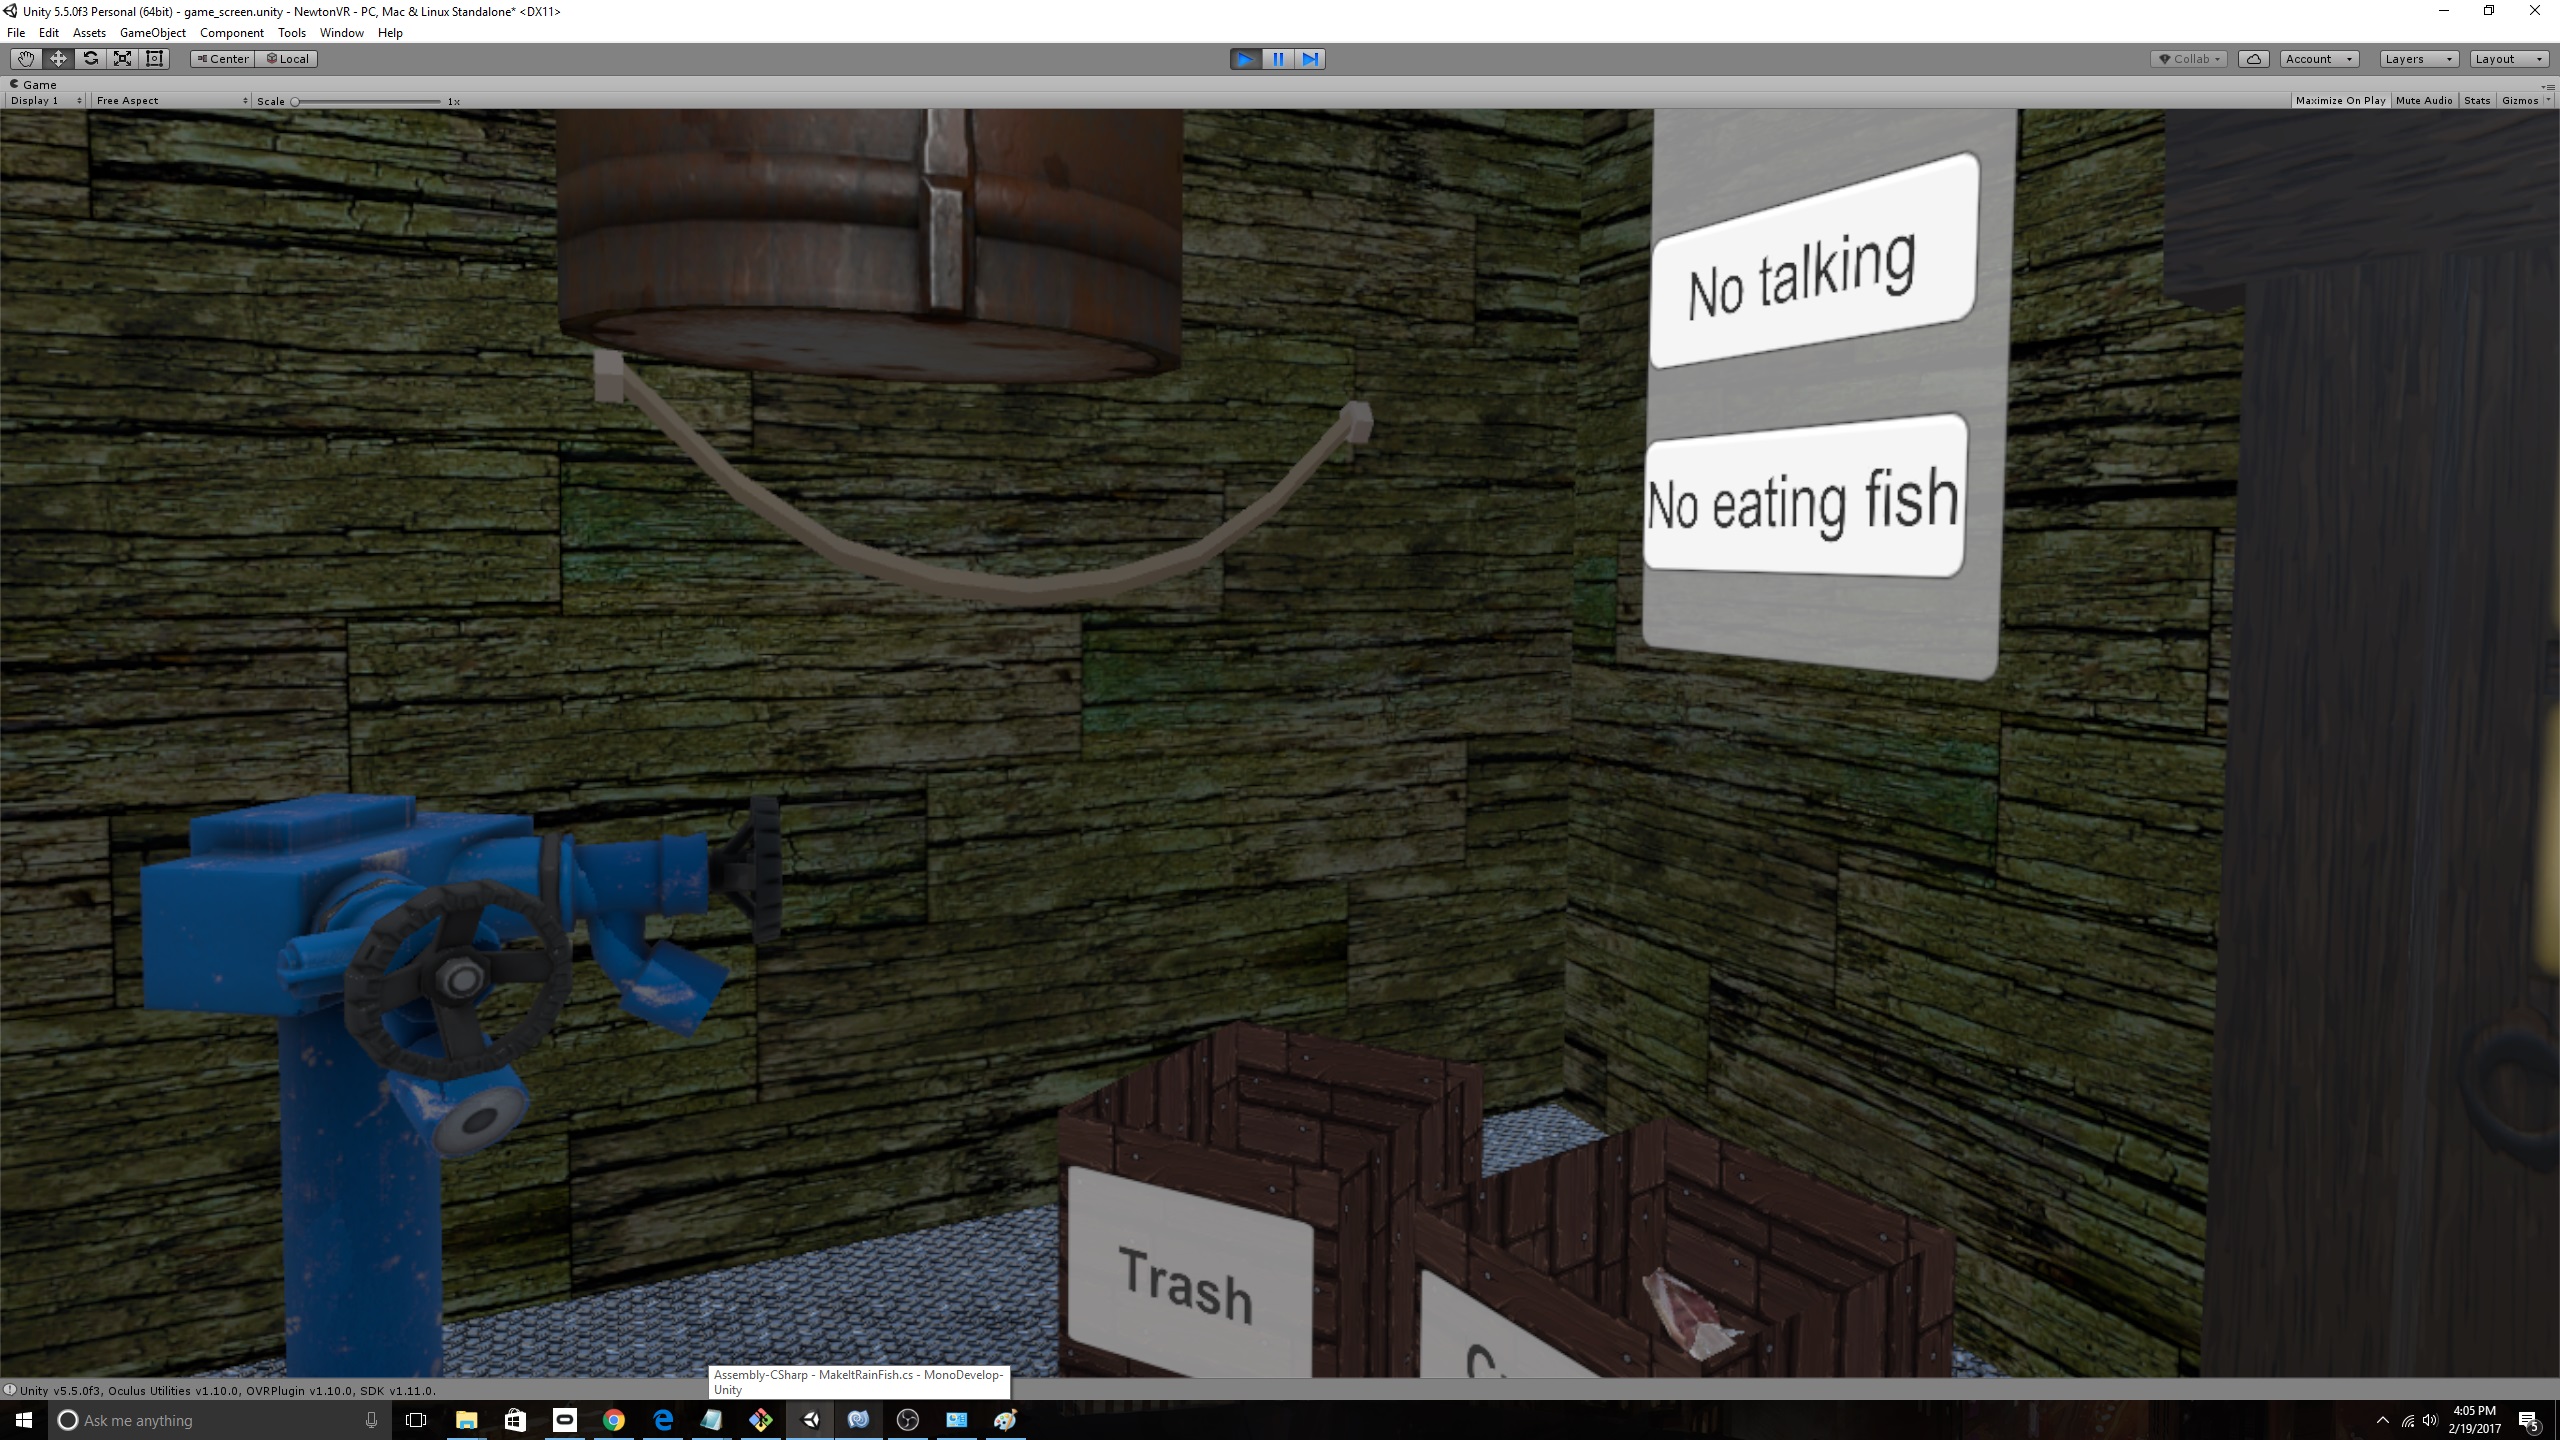 Unity 5.5.0f3 Personal (64bit) - game_screen.unity - NewtonVR - PC, Mac & Linux Standalone* <DX11>
File Edit Assets GameObject Component Tools Window Help
Center Local Collab Account Layers Layout
Game
Display 1 Free Aspect Scale 1x Maximize On Play Mute Audio Stats Gizmos
No talking
No eating fish
Trash
Unity v5.5.0f3, Oculus Utilities v1.10.0, OVRPlugin v1.10.0, SDK v1.11.0.
Assembly-CSharp - MakeItRainFish.cs - MonoDevelop-
Unity
Ask me anything
4:05 PM
2/19/2017
5